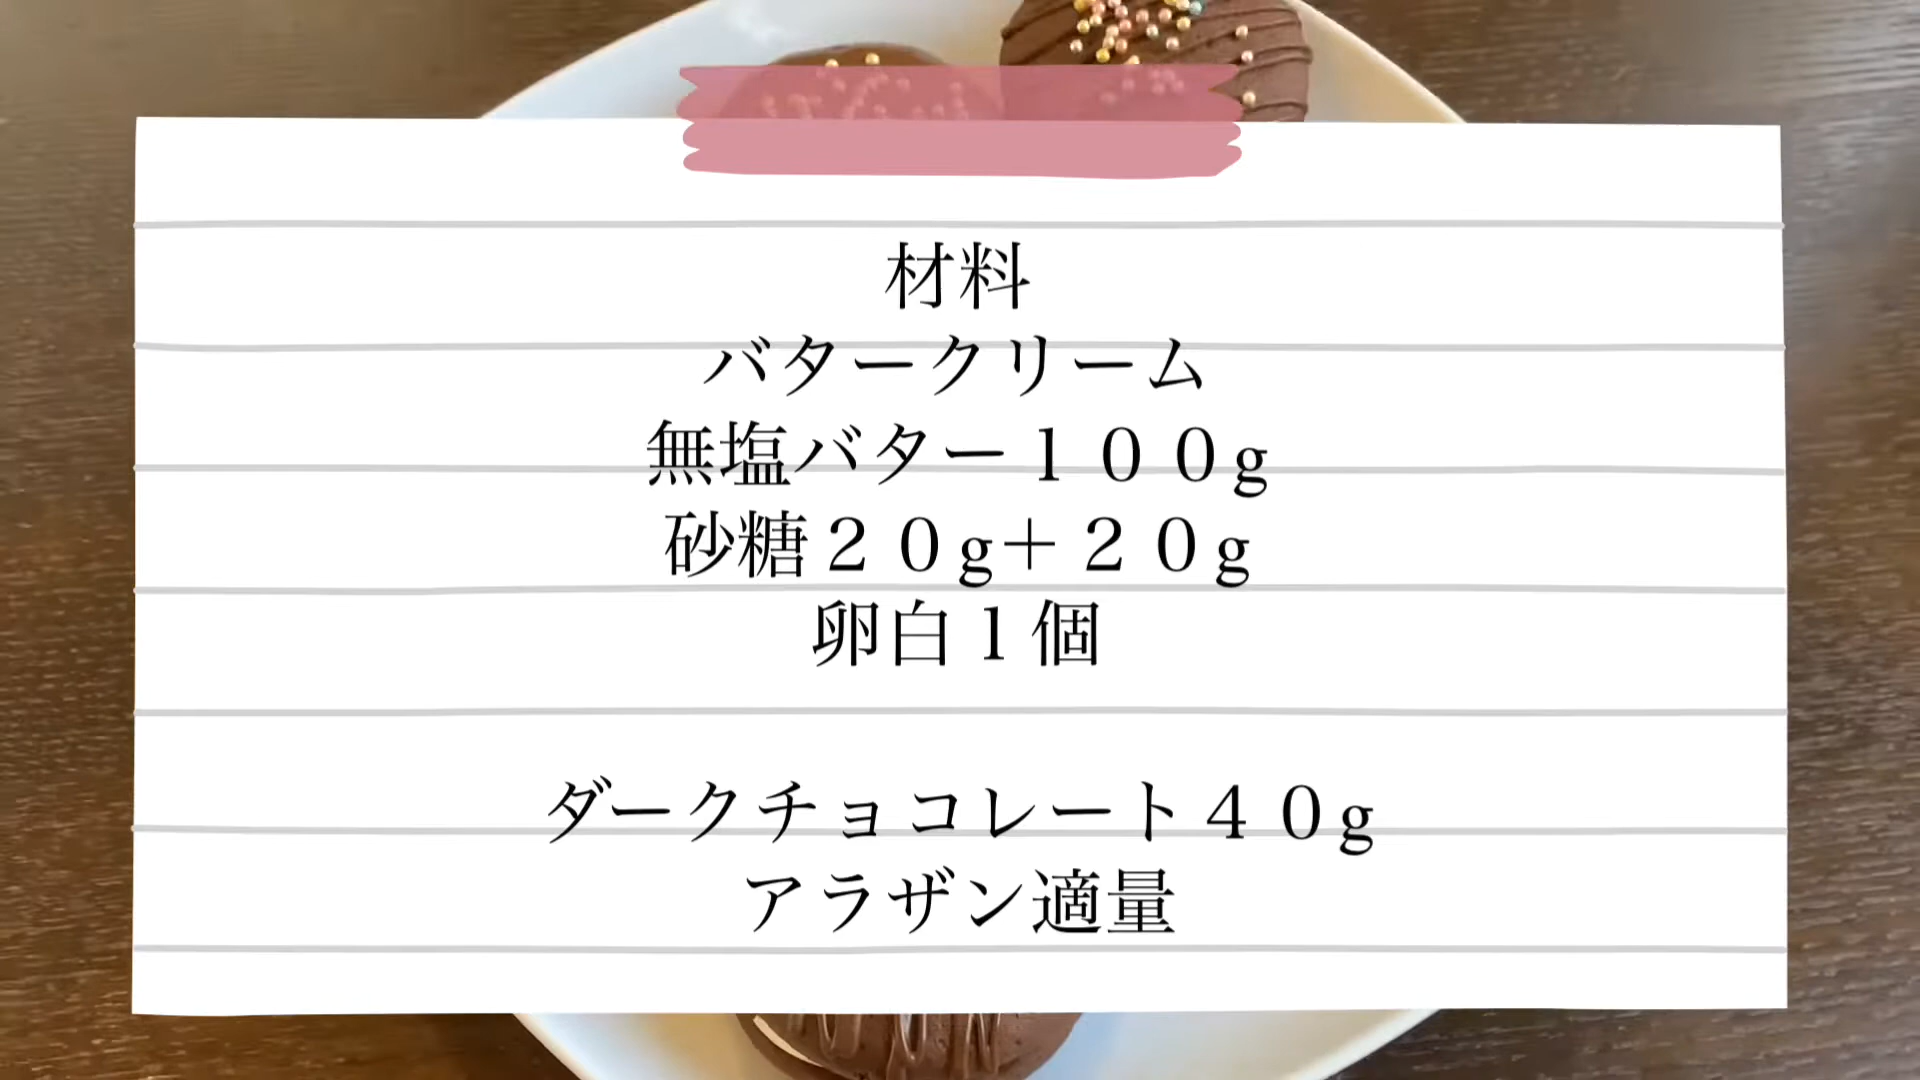 材料
バタークリーム
無塩バター１００g
砂糖２０g＋２０g
卵白１個
ダークチョコレート４０g
アラザン適量